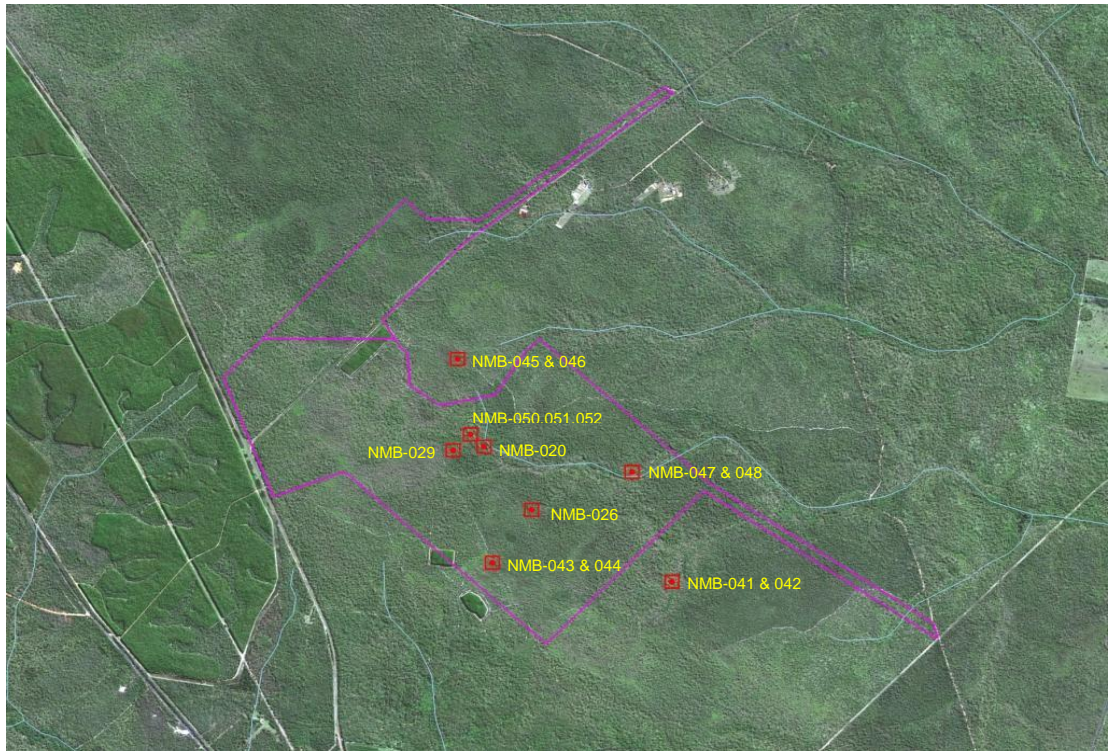 NMB-045 & 046
NMB-050,051,052
NMB-029
NMB-020
NMB-047 & 048
NMB-026
NMB-043 & 044
NMB-041 & 042